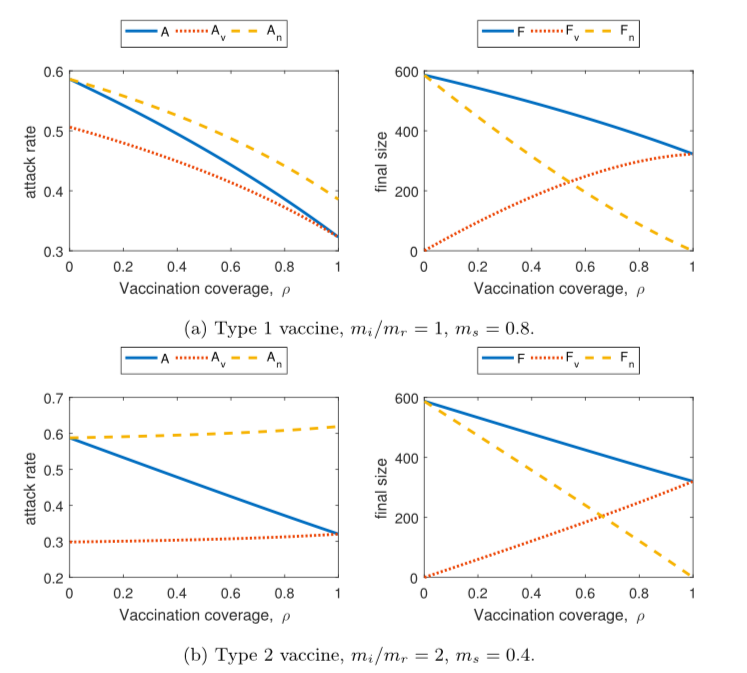 A A_v A_n
F F_v F_n
0.6
0.5
0.4
0.3
attack rate
0 0.2 0.4 0.6 0.8 1
Vaccination coverage, ρ
600
400
200
0
final size
0 0.2 0.4 0.6 0.8 1
Vaccination coverage, ρ
(a) Type 1 vaccine, m_i/m_r = 1, m_s = 0.8.
A A_v A_n
F F_v F_n
0.7
0.6
0.5
0.4
0.3
0.2
attack rate
0 0.2 0.4 0.6 0.8 1
Vaccination coverage, ρ
600
400
200
0
final size
0 0.2 0.4 0.6 0.8 1
Vaccination coverage, ρ
(b) Type 2 vaccine, m_i/m_r = 2, m_s = 0.4.